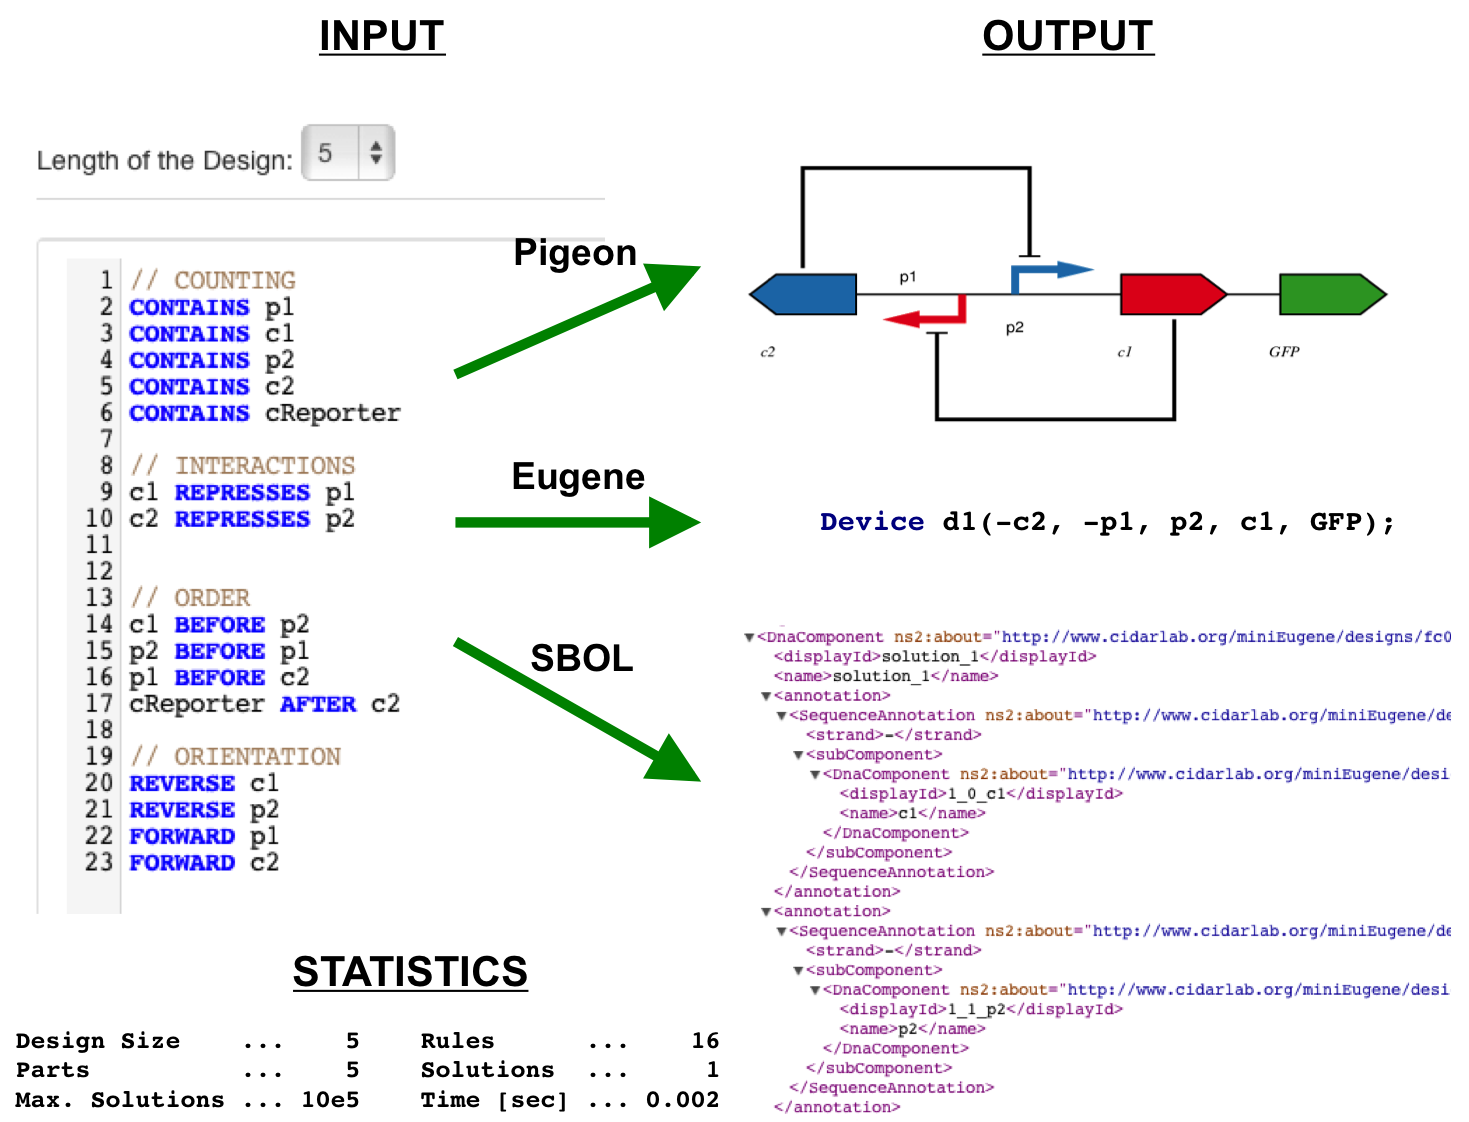 INPUT
Length of the Design: 5
1 // COUNTING
2 CONTAINS p1
3 CONTAINS c1
4 CONTAINS p2
5 CONTAINS c2
6 CONTAINS cReporter
7
8 // INTERACTIONS
9 c1 REPRESSES p1
10 c2 REPRESSES p2
11
12
13 // ORDER
14 c1 BEFORE p2
15 p2 BEFORE p1
16 p1 BEFORE c2
17 cReporter AFTER c2
18
19 // ORIENTATION
20 REVERSE c1
21 REVERSE p2
22 FORWARD p1
23 FORWARD c2
Pigeon
Eugene
SBOL
OUTPUT
p1
p2
c2
c1
GFP
Device d1(-c2, -p1, p2, c1, GFP);
▼<DnaComponent ns2:about="http://www.cidarlab.org/miniEugene/designs/fc0
<displayId>solution_1</displayId>
<name>solution_1</name>
▼<annotation>
▼<SequenceAnnotation ns2:about="http://www.cidarlab.org/miniEugene/de
<strand>-</strand>
▼<subComponent>
▼<DnaComponent ns2:about="http://www.cidarlab.org/miniEugene/desi
<displayId>1_0_c1</displayId>
<name>c1</name>
</DnaComponent>
</subComponent>
</SequenceAnnotation>
</annotation>
▼<annotation>
▼<SequenceAnnotation ns2:about="http://www.cidarlab.org/miniEugene/de
<strand>-</strand>
▼<subComponent>
▼<DnaComponent ns2:about="http://www.cidarlab.org/miniEugene/desi
<displayId>1_1_p2</displayId>
<name>p2</name>
</DnaComponent>
</subComponent>
</SequenceAnnotation>
</annotation>
STATISTICS
Design Size ... 5 Rules ... 16
Parts ... 5 Solutions ... 1
Max. Solutions ... 10e5 Time [sec] ... 0.002